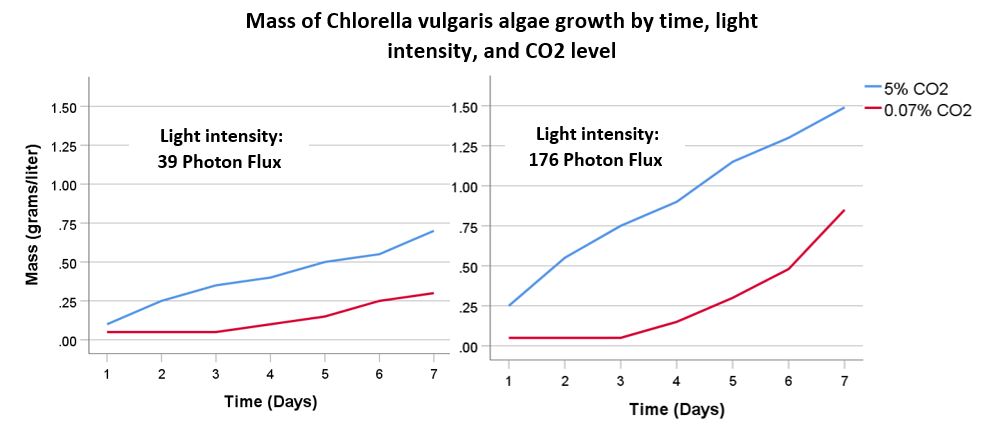 Mass of Chlorella vulgaris algae growth by time, light
intensity, and CO2 level
Mass (grams/liter)
1.50
1.25
1.00
.75
.50
.25
.00
Light intensity:
39 Photon Flux
1 2 3 4 5 6 7
Time (Days)
1.50
1.25
1.00
.75
.50
.25
.00
Light intensity:
176 Photon Flux
1 2 3 4 5 6 7
Time (Days)
5% CO2
0.07% CO2